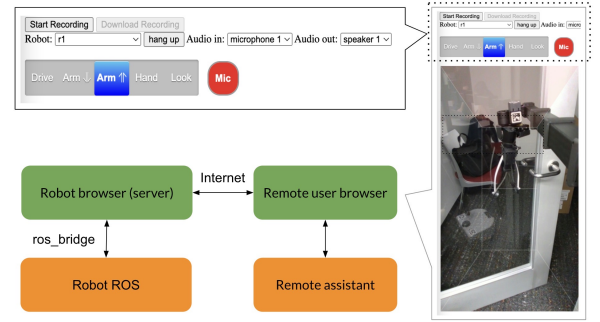 Start Recording Download Recording
Robot: r1 hang up Audio in: microphone 1 Audio out: speaker 1
Drive Arm ↓ Arm ⇑ Hand Look Mic
Start Recording Download Recording
Robot: r1 hang up Audio in: micro
Drive Arm ↓ Arm ⇑ Hand Look Mic
Robot browser (server)
Internet
Remote user browser
ros_bridge
Robot ROS
Remote assistant